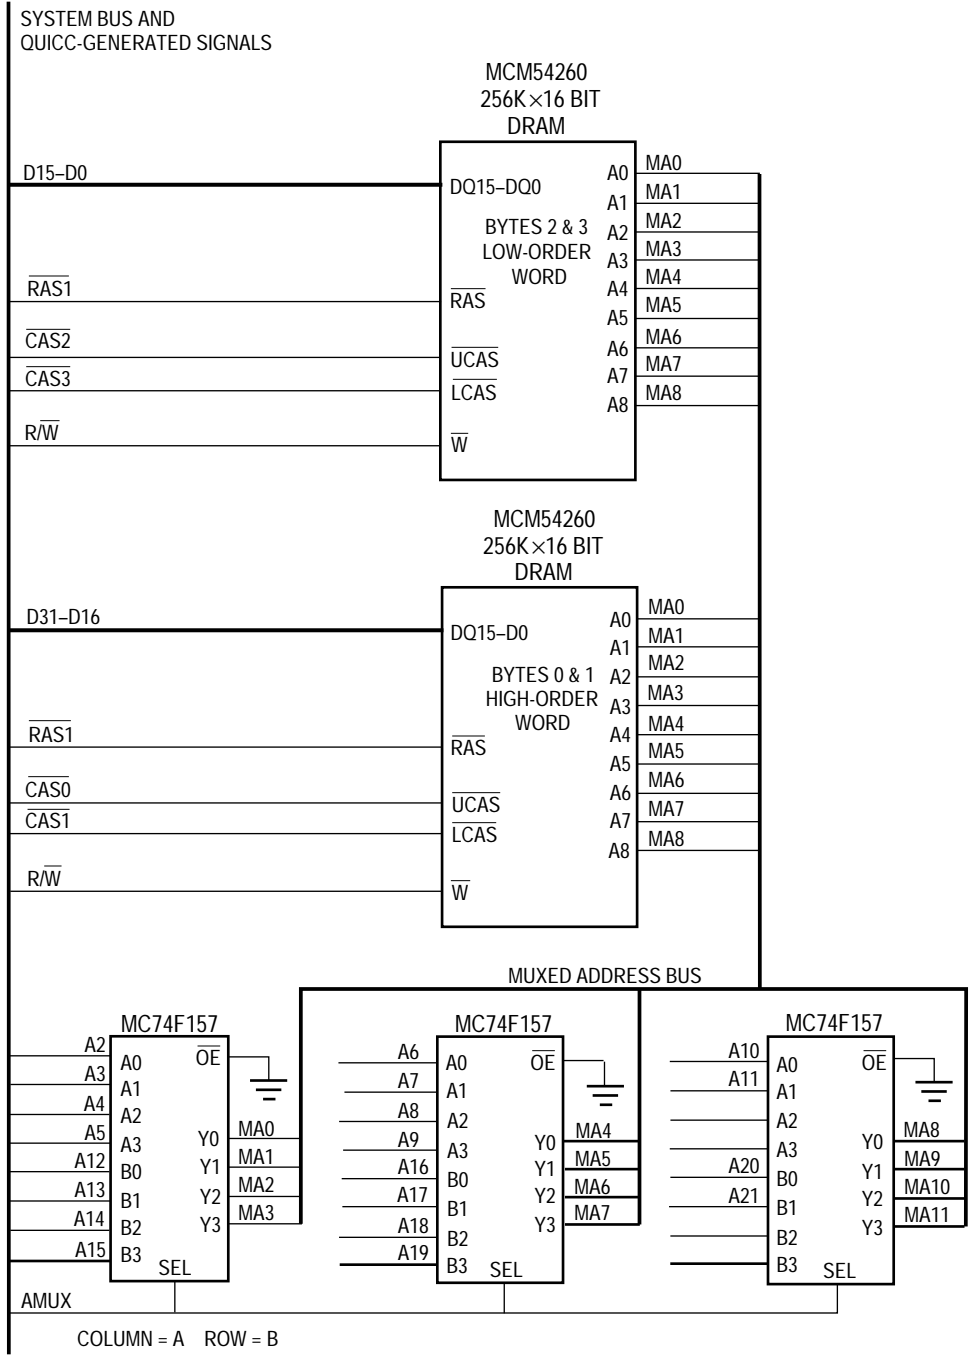 SYSTEM BUS AND
QUICC-GENERATED SIGNALS
MCM54260
256K×16 BIT
DRAM
D15–D0
DQ15–DQ0
BYTES 2 & 3
LOW-ORDER
WORD
RAS1
RAS
CAS2
UCAS
CAS3
LCAS
R/W
W
A0 MA0
A1 MA1
A2 MA2
A3 MA3
A4 MA4
A5 MA5
A6 MA6
A7 MA7
A8 MA8
MCM54260
256K×16 BIT
DRAM
D31–D16
DQ15–D0
BYTES 0 & 1
HIGH-ORDER
WORD
RAS1
RAS
CAS0
UCAS
CAS1
LCAS
R/W
W
A0 MA0
A1 MA1
A2 MA2
A3 MA3
A4 MA4
A5 MA5
A6 MA6
A7 MA7
A8 MA8
MUXED ADDRESS BUS
MC74F157
A2 A0
A3 A1
A4 A2
A5 A3
A12 B0
A13 B1
A14 B2
A15 B3
OE
Y0 MA0
Y1 MA1
Y2 MA2
Y3 MA3
SEL
MC74F157
A6 A0
A7 A1
A8 A2
A9 A3
A16 B0
A17 B1
A18 B2
A19 B3
OE
Y0 MA4
Y1 MA5
Y2 MA6
Y3 MA7
SEL
MC74F157
A10 A0
A11 A1
A2
A3
A20 B0
A21 B1
B2
B3
OE
Y0 MA8
Y1 MA9
Y2 MA10
Y3 MA11
SEL
AMUX
COLUMN = A ROW = B